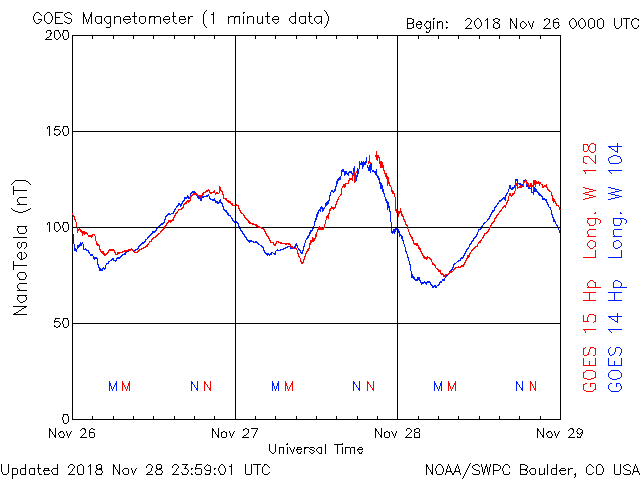 GOES Magnetometer (1 minute data)
Begin: 2018 Nov 26 0000 UTC
200
150
100
50
0
NanoTesla (nT)
M M N N M M N N M M N N
Nov 26 Nov 27 Nov 28 Nov 29
Universal Time
GOES 15 Hp Long. W 128
GOES 14 Hp Long. W 104
Updated 2018 Nov 28 23:59:01 UTC
NOAA/SWPC Boulder, CO USA